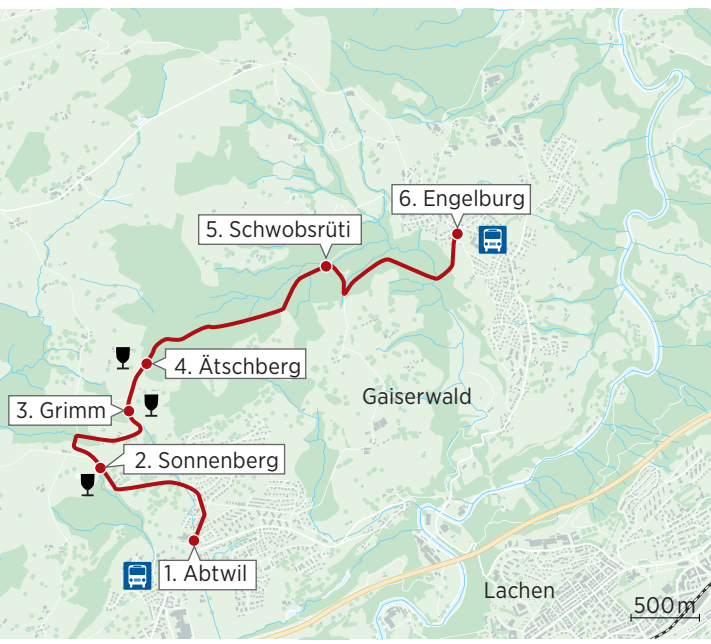 6. Engelburg
5. Schwobsrüti
4. Ätschberg
Gaiserwald
3. Grimm
2. Sonnenberg
1. Abtwil
Lachen
500 m